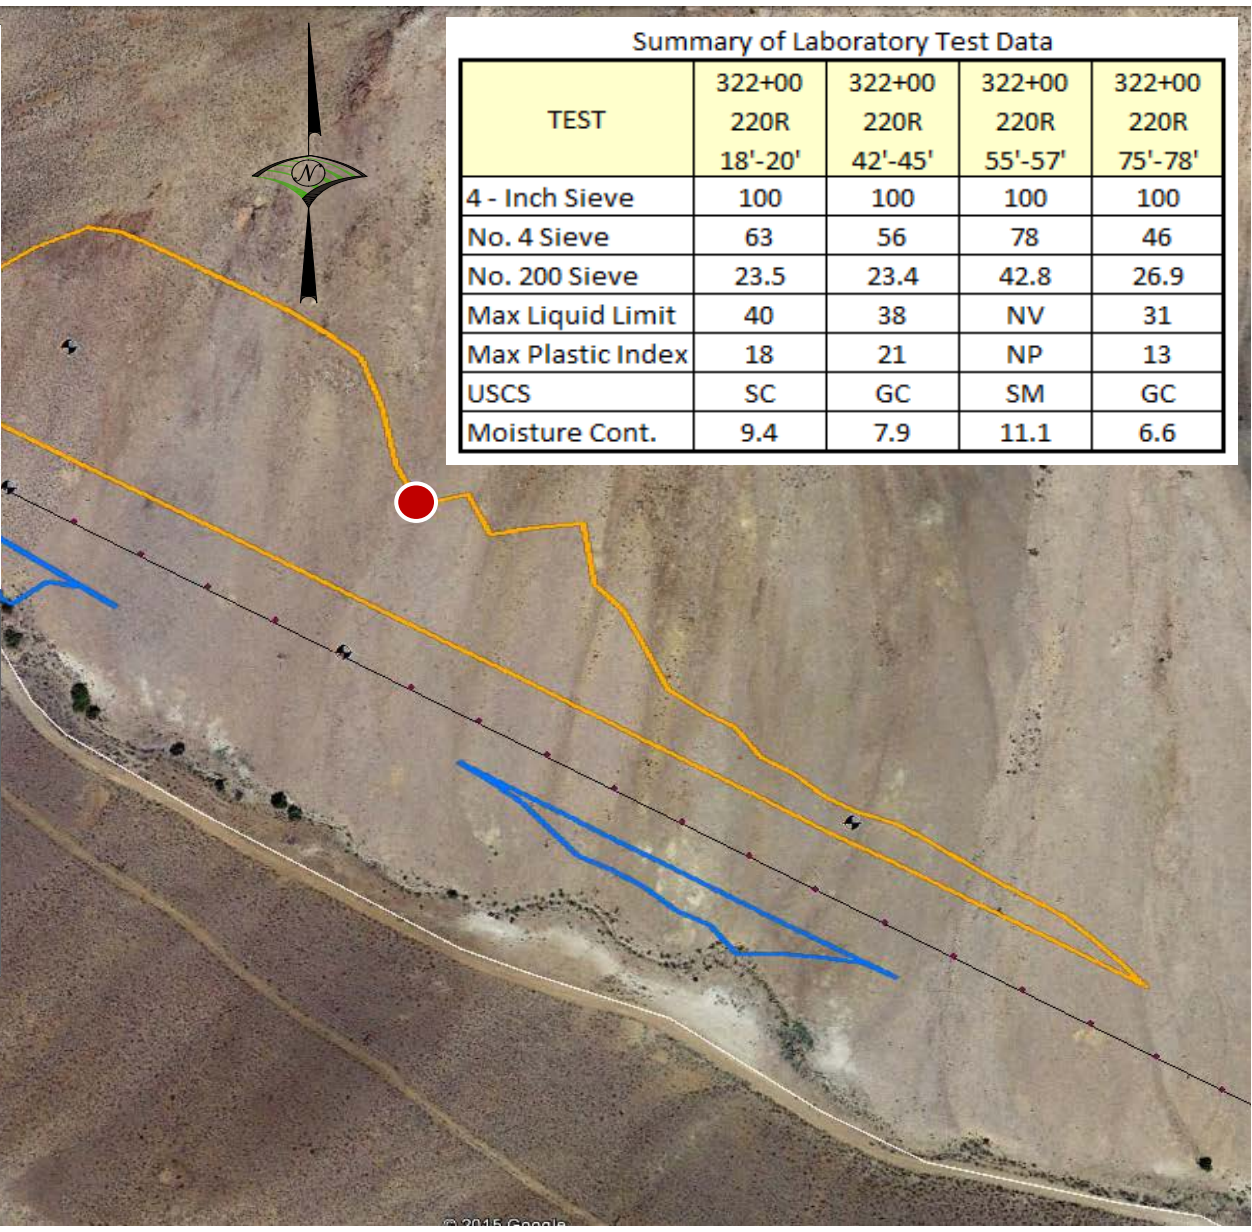 N
Summary of Laboratory Test Data
TEST 322+00 220R 18'-20' 322+00 220R 42'-45' 322+00 220R 55'-57' 322+00 220R 75'-78'
4 - Inch Sieve 100 100 100 100
No. 4 Sieve 63 56 78 46
No. 200 Sieve 23.5 23.4 42.8 26.9
Max Liquid Limit 40 38 NV 31
Max Plastic Index 18 21 NP 13
USCS SC GC SM GC
Moisture Cont. 9.4 7.9 11.1 6.6
© 2015 Google